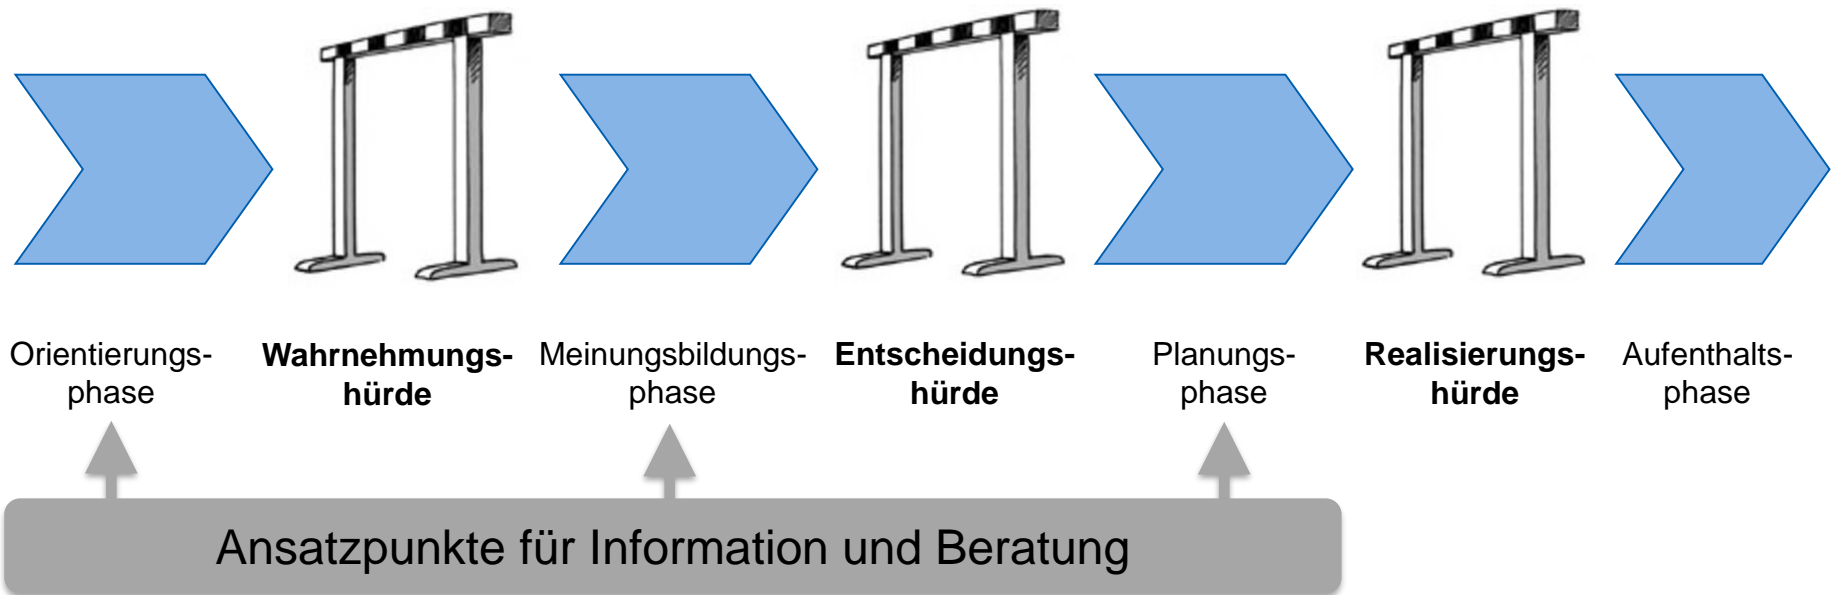 Orientierungs-
phase
Wahrnehmungs-
hürde
Meinungsbildungs-
phase
Entscheidungs-
hürde
Planungs-
phase
Realisierungs-
hürde
Aufenthalts-
phase
Ansatzpunkte für Information und Beratung